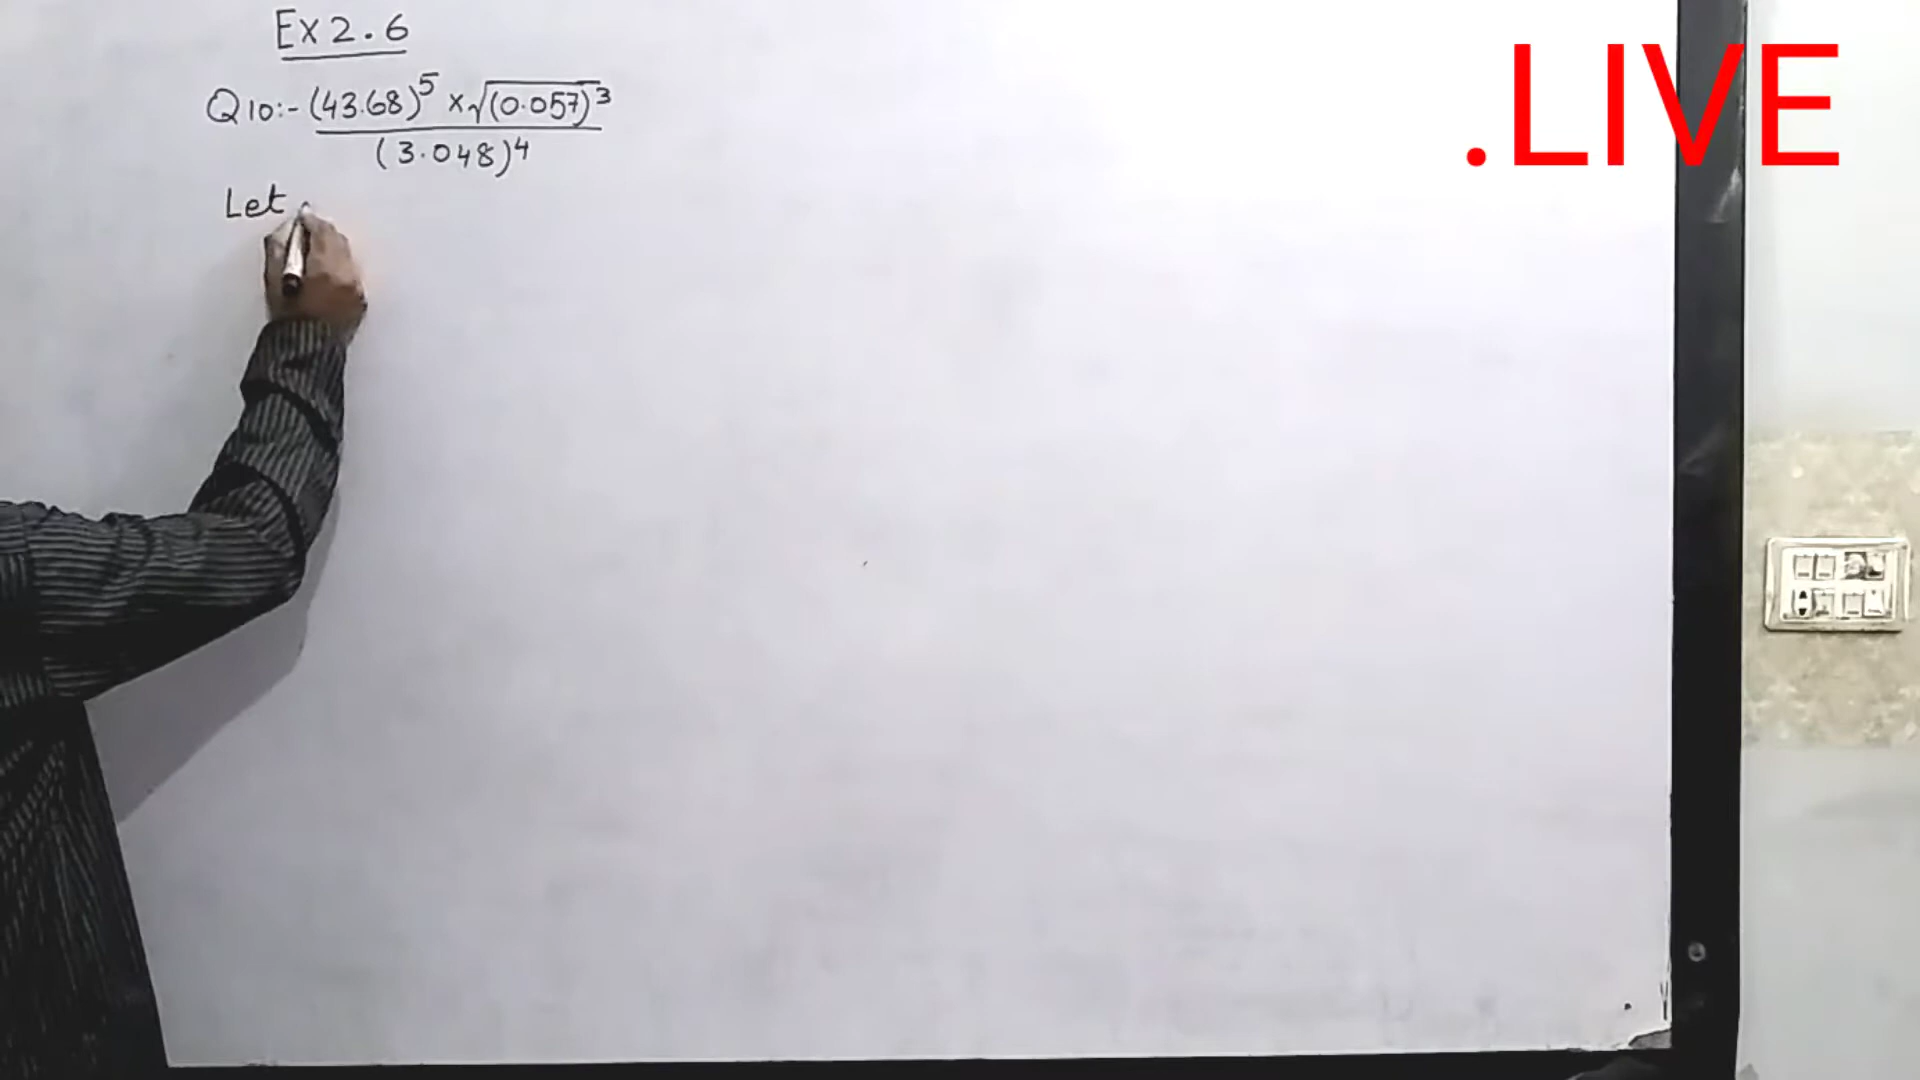 Ex 2.6
.LIVE
Q10:- (43.68)^5 × √(0.057)^3
(3.048)^4
Let